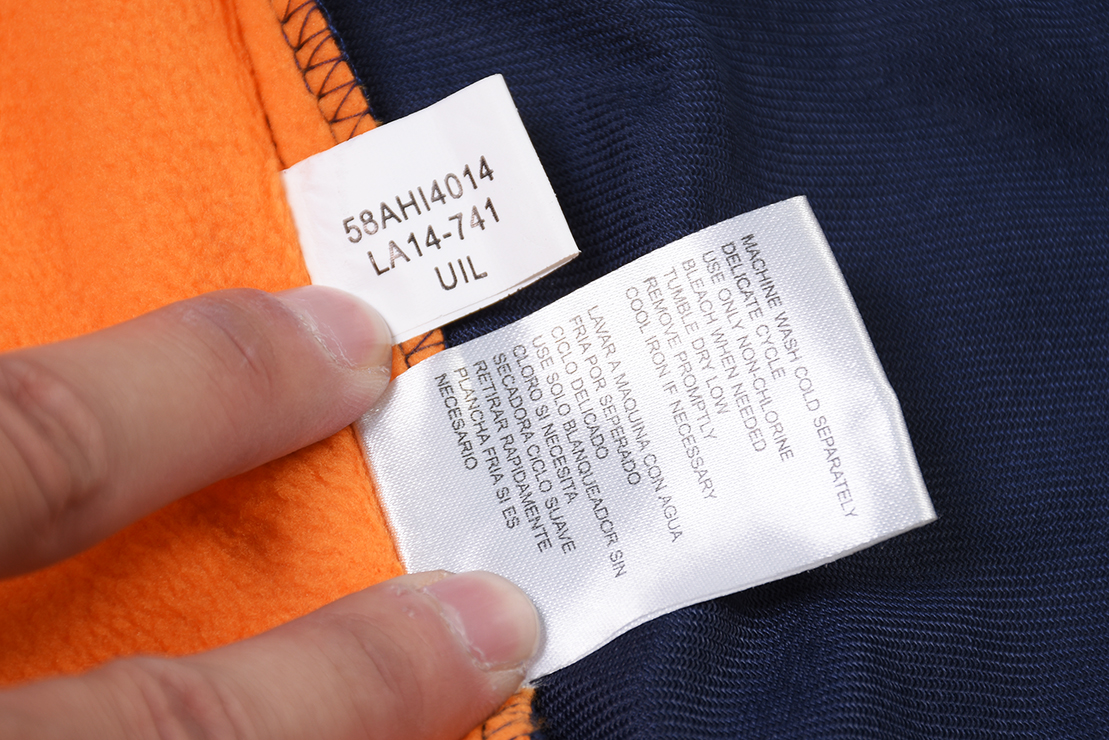 58AHI4014
LA14-741
UIL
MACHINE WASH COLD SEPARATELY
DELICATE CYCLE
USE ONLY NON-CHLORINE
BLEACH WHEN NEEDED
TUMBLE DRY LOW
REMOVE PROMPTLY
COOL IRON IF NECESSARY
LAVAR A MAQUINA CON AGUA
FRIA POR SEPERADO
CICLO DELICADO
USE SOLO BLANQUEADOR SIN
CLORO SI NECESITA
SECADORA CICLO SUAVE
RETIRAR RAPIDAMENTE
PLANCHA FRIA SI ES
NECESARIO